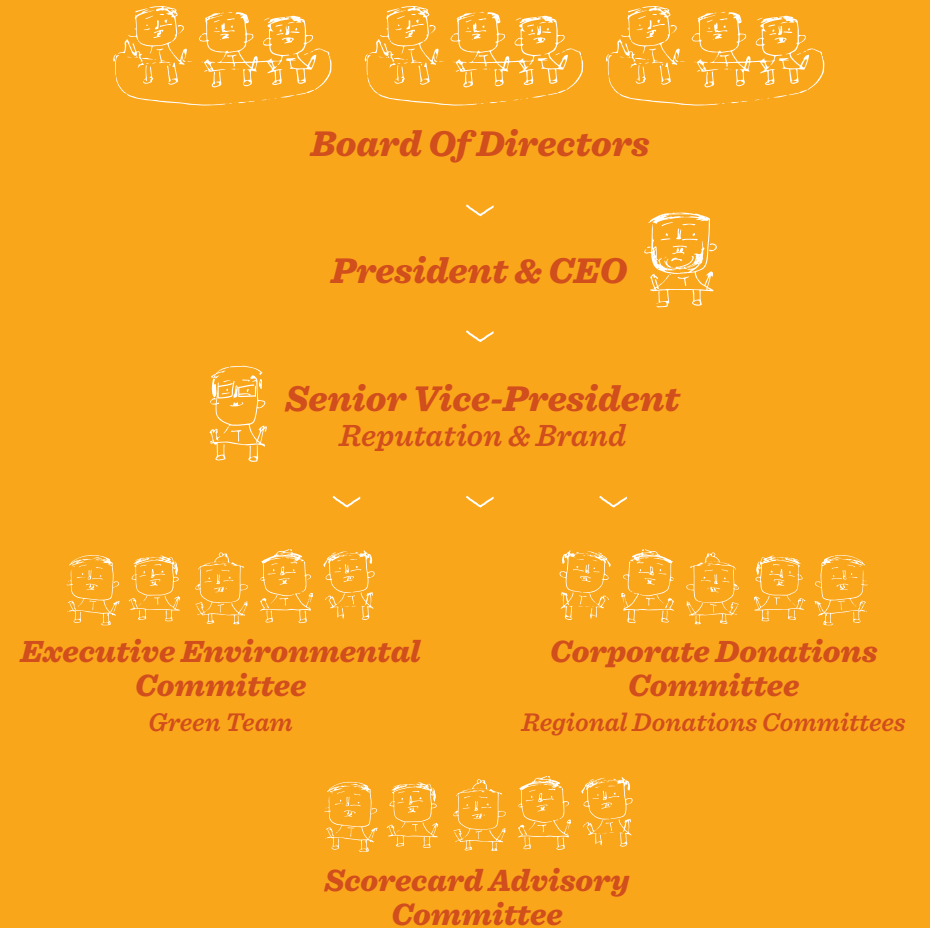 Board Of Directors
President & CEO
Senior Vice-President
Reputation & Brand
Executive Environmental
Committee
Green Team
Corporate Donations
Committee
Regional Donations Committees
Scorecard Advisory
Committee